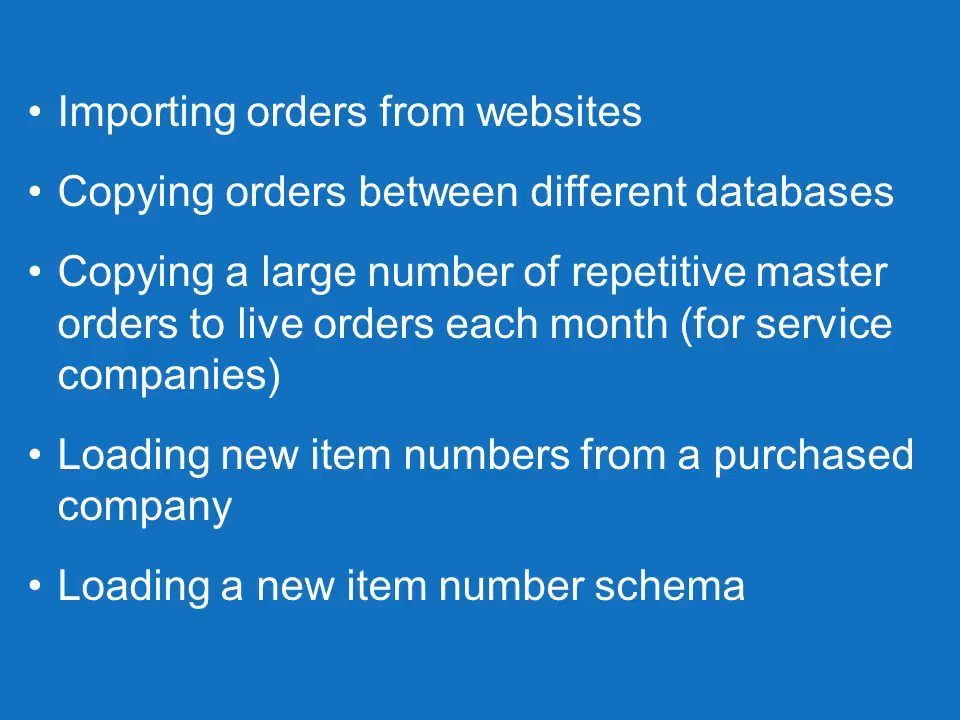 • Importing orders from websites
• Copying orders between different databases
• Copying a large number of repetitive master
orders to live orders each month (for service
companies)
• Loading new item numbers from a purchased
company
• Loading a new item number schema